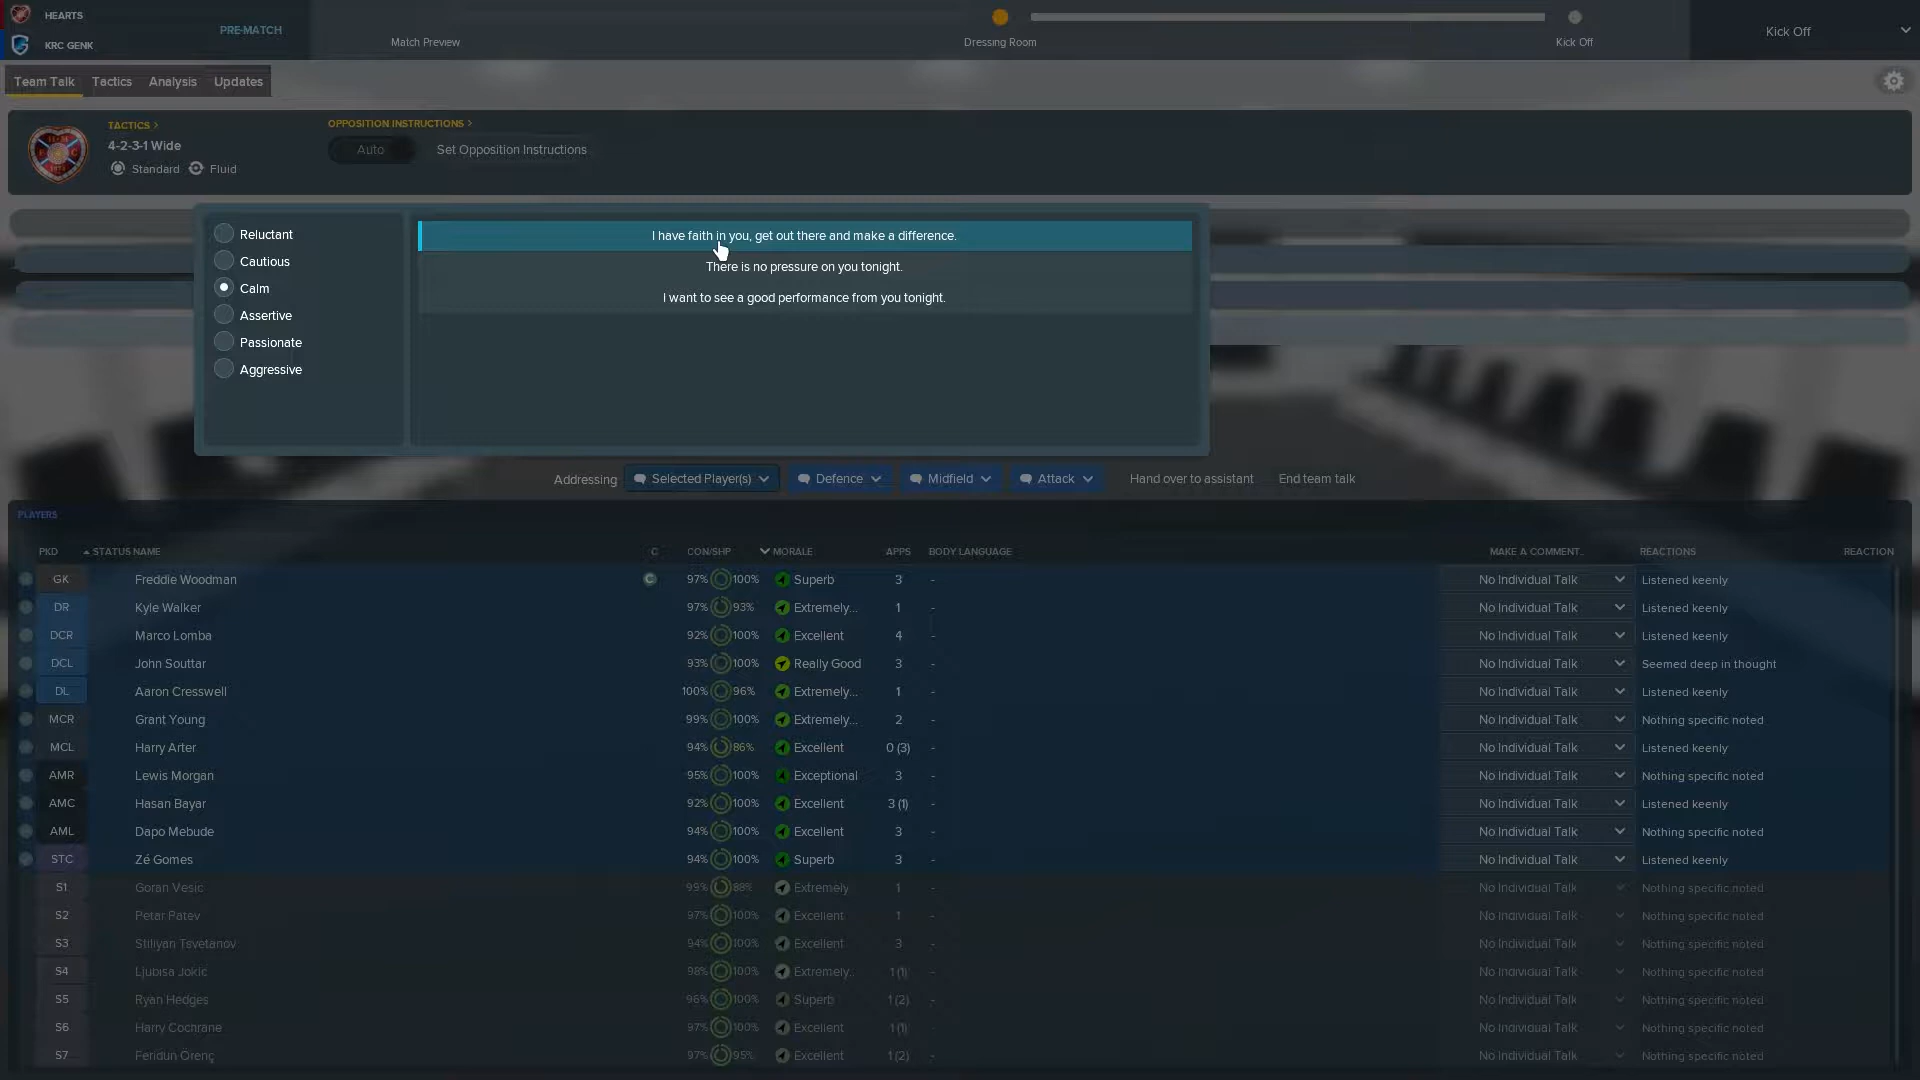 HEARTS
KRC GENK
PRE-MATCH
Match Preview
Dressing Room
Kick Off
Kick Off
Team Talk Tactics Analysis Updates
TACTICS >
4-2-3-1 Wide
Standard Fluid
OPPOSITION INSTRUCTIONS >
Auto Set Opposition Instructions
Reluctant
Cautious
Calm
Assertive
Passionate
Aggressive
I have faith in you, get out there and make a difference.
There is no pressure on you tonight.
I want to see a good performance from you tonight.
Addressing Selected Player(s) Defence Midfield Attack Hand over to assistant End team talk
PLAYERS
PKD STATUS NAME C CON/SHP MORALE APPS BODY LANGUAGE MAKE A COMMENT... REACTIONS REACTION
GK Freddie Woodman C 97% 100% Superb 3 - No Individual Talk Listened keenly
DR Kyle Walker 97% 93% Extremely... 1 - No Individual Talk Listened keenly
DCR Marco Lomba 92% 100% Excellent 4 - No Individual Talk Listened keenly
DCL John Souttar 93% 100% Really Good 3 - No Individual Talk Seemed deep in thought
DL Aaron Cresswell 100% 96% Extremely... 1 - No Individual Talk Listened keenly
MCR Grant Young 99% 100% Extremely... 2 - No Individual Talk Nothing specific noted
MCL Harry Arter 94% 86% Excellent 0 (3) - No Individual Talk Listened keenly
AMR Lewis Morgan 95% 100% Exceptional 3 - No Individual Talk Nothing specific noted
AMC Hasan Bayar 92% 100% Excellent 3 (1) - No Individual Talk Listened keenly
AML Dapo Mebude 94% 100% Excellent 3 - No Individual Talk Nothing specific noted
STC Zé Gomes 94% 100% Superb 3 - No Individual Talk Listened keenly
S1 Goran Vesic 99% 88% Extremely 1 - No Individual Talk Nothing specific noted
S2 Petar Patev 97% 100% Excellent 1 - No Individual Talk Nothing specific noted
S3 Stiliyan Tsvetanov 94% 100% Excellent 3 - No Individual Talk Nothing specific noted
S4 Ljubisa Jokic 98% 100% Extremely.. 1 (1) - No Individual Talk Nothing specific noted
S5 Ryan Hedges 96% 100% Superb 1 (2) - No Individual Talk Nothing specific noted
S6 Harry Cochrane 97% 100% Excellent 1 (1) - No Individual Talk Nothing specific noted
S7 Feridun Örenç 97% 95% Excellent 1 (2) - No Individual Talk Nothing specific noted